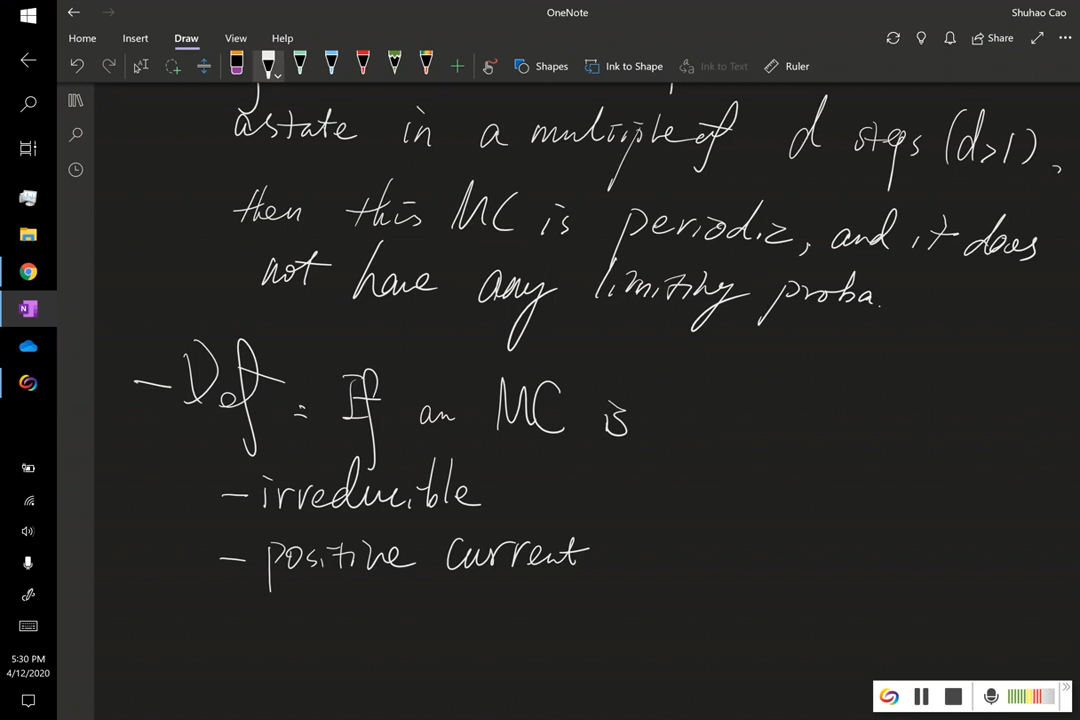 OneNote
Shuhao Cao
Home Insert Draw View Help
Share
Shapes Ink to Shape Ink to Text Ruler
a state in a multiple of d steps (d>1),
then this MC is periodic, and it does
not have any limiting proba.
- Def : If an MC is
- irreducible
- positive current
5:30 PM
4/12/2020